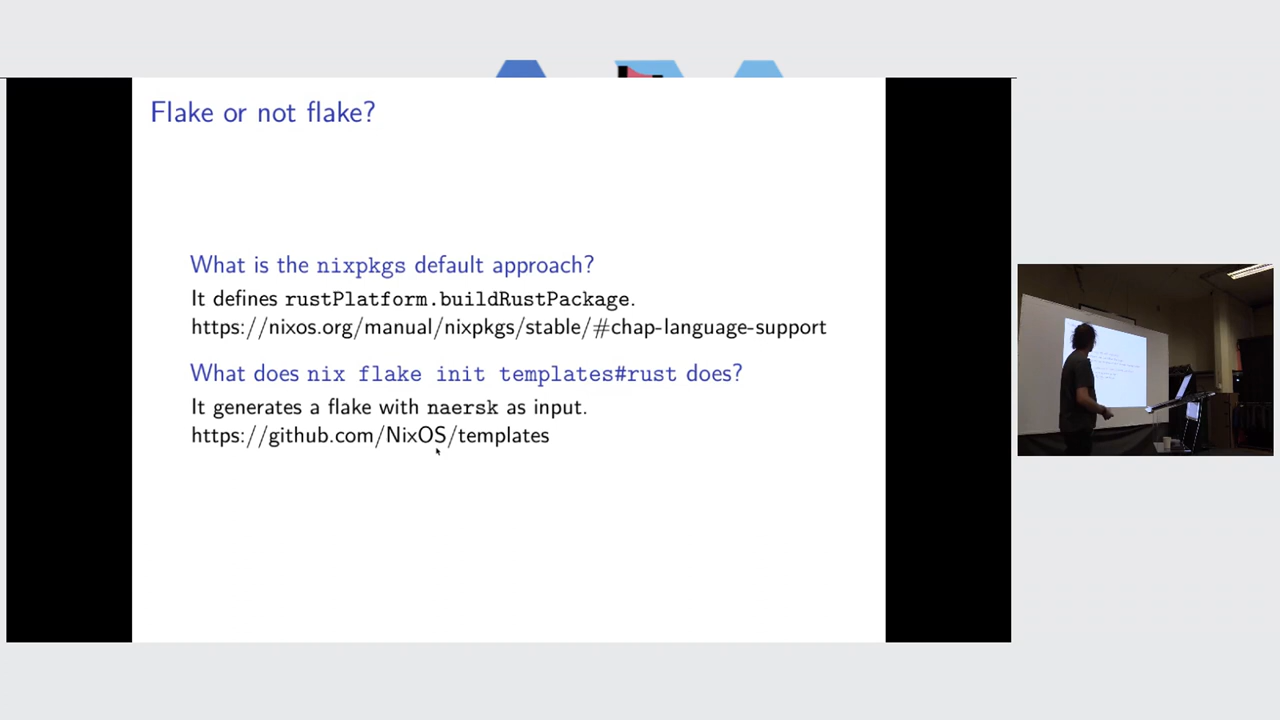 Flake or not flake?
What is the nixpkgs default approach?
It defines rustPlatform.buildRustPackage.
https://nixos.org/manual/nixpkgs/stable/#chap-language-support
What does nix flake init templates#rust does?
It generates a flake with naersk as input.
https://github.com/NixOS/templates